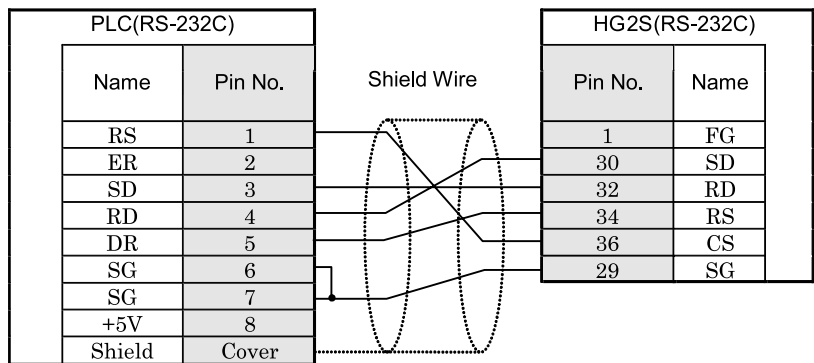 PLC(RS-232C) HG2S(RS-232C)
Name Pin No. Shield Wire Pin No. Name
RS 1 1 FG
ER 2 30 SD
SD 3 32 RD
RD 4 34 RS
DR 5 36 CS
SG 6 29 SG
SG 7
+5V 8
Shield Cover